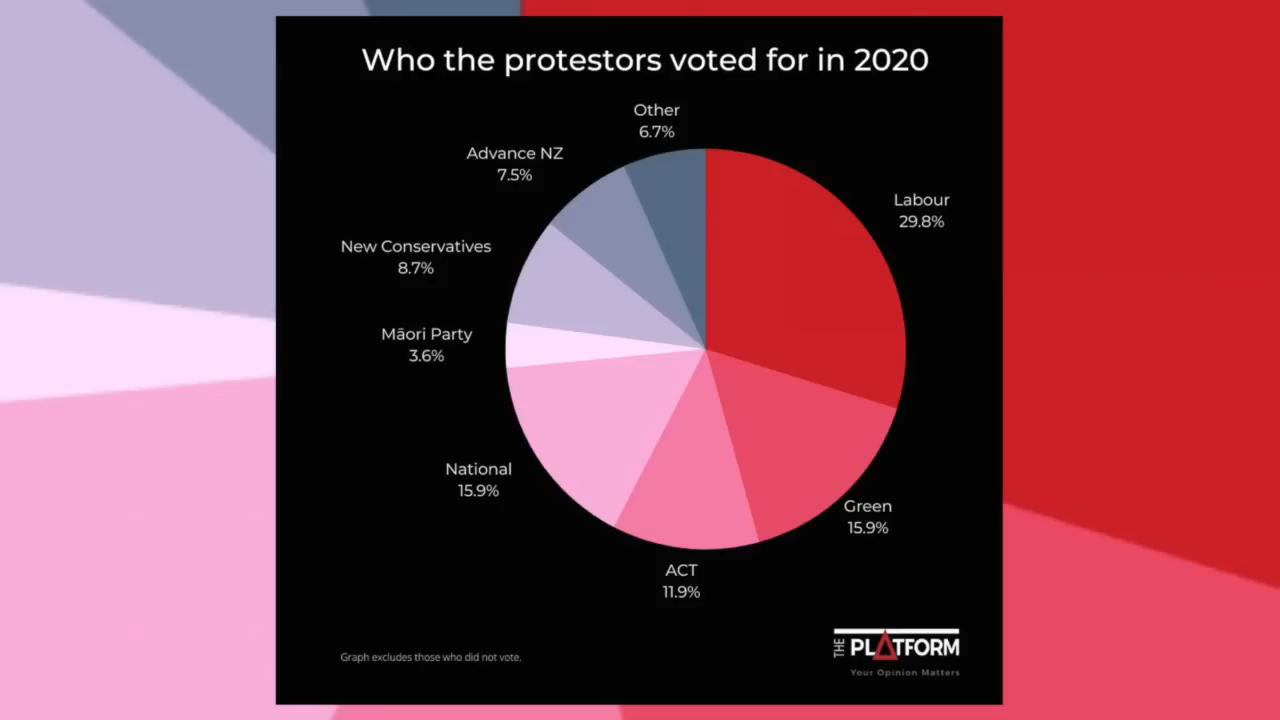 Who the protestors voted for in 2020
Other
6.7%
Advance NZ
7.5%
Labour
29.8%
New Conservatives
8.7%
Māori Party
3.6%
National
15.9%
Green
15.9%
ACT
11.9%
Graph excludes those who did not vote.
THE PLATFORM
Your Opinion Matters